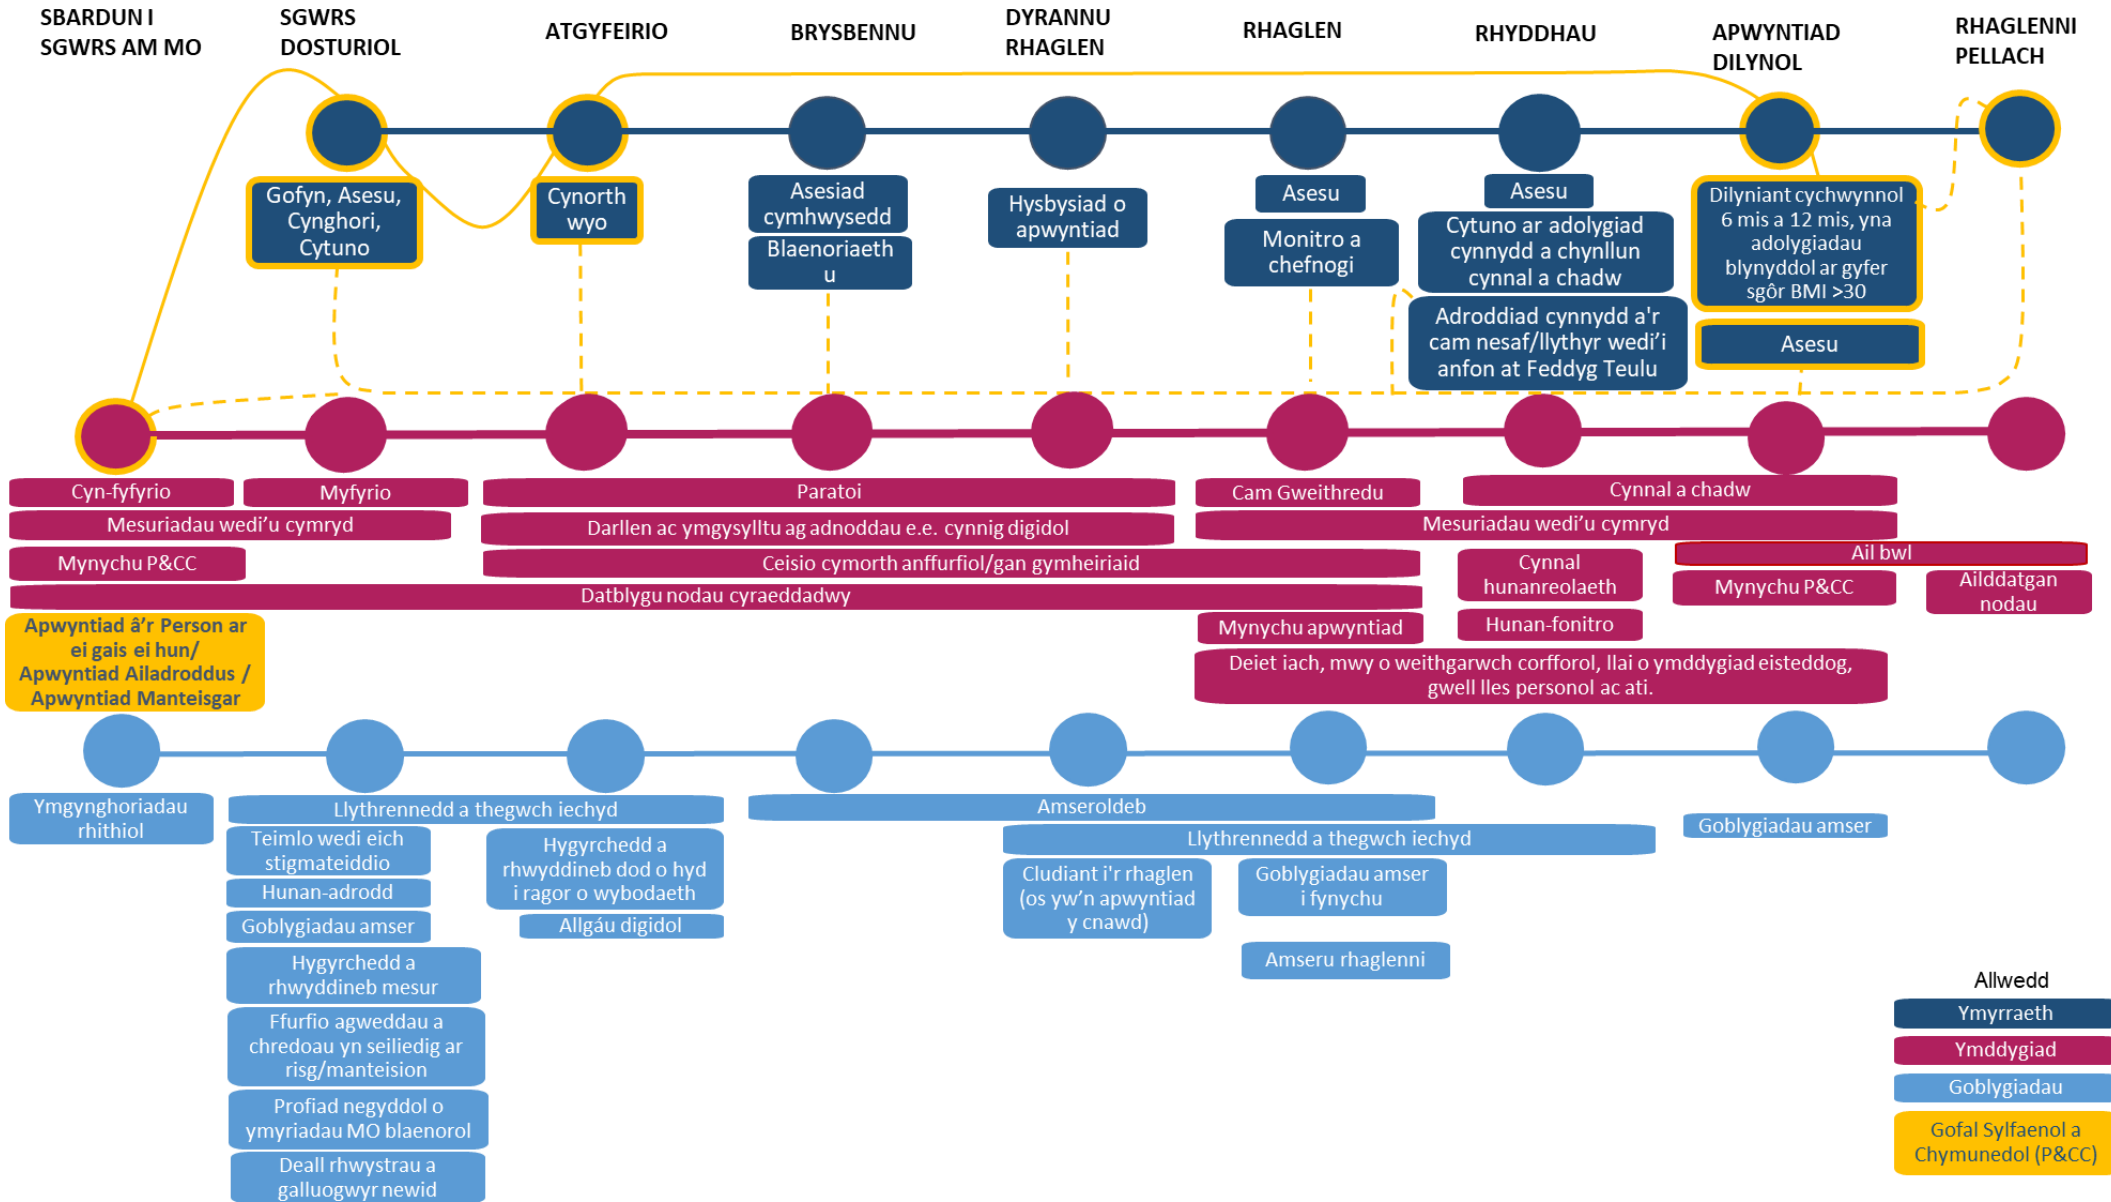 SBARDUN I
SGWRS AM MO
SGWRS
DOSTURIOL
ATGYFEIRIO
BRYSBENNU
DYRANNU
RHAGLEN
RHAGLEN
RHYDDHAU
APWYNTIAD
DILYNOL
RHAGLENNI
PELLACH
Gofyn, Asesu,
Cynghori,
Cytuno
Cynorth
wyo
Asesiad
cymhwysedd
Blaenoriaeth
u
Hysbysiad o
apwyntiad
Asesu
Monitro a
chefnogi
Asesu
Cytuno ar adolygiad
cynnydd a chynllun
cynnal a chadw
Adroddiad cynnydd a'r
cam nesaf/llythyr wedi’i
anfon at Feddyg Teulu
Dilyniant cychwynnol
6 mis a 12 mis, yna
adolygiadau
blynyddol ar gyfer
sgôr BMI >30
Asesu
Cyn-fyfyrio
Myfyrio
Paratoi
Cam Gweithredu
Cynnal a chadw
Mesuriadau wedi’u cymryd
Darllen ac ymgysylltu ag adnoddau e.e. cynnig digidol
Mesuriadau wedi’u cymryd
Mynychu P&CC
Ceisio cymorth anffurfiol/gan gymheiriaid
Cynnal
hunanreolaeth
Ail bwl
Mynychu P&CC
Ailddatgan
nodau
Datblygu nodau cyraeddadwy
Apwyntiad â’r Person ar
ei gais ei hun/
Apwyntiad Ailadroddus /
Apwyntiad Manteisgar
Mynychu apwyntiad
Hunan-fonitro
Deiet iach, mwy o weithgarwch corfforol, llai o ymddygiad eisteddog,
gwell lles personol ac ati.
Ymgynghoriadau
rhithiol
Llythrennedd a thegwch iechyd
Teimlo wedi eich
stigmateiddio
Hunan-adrodd
Goblygiadau amser
Hygyrchedd a
rhwyddineb mesur
Ffurfio agweddau a
chredoau yn seiliedig ar
risg/manteision
Profiad negyddol o
ymyriadau MO blaenorol
Deall rhwystrau a
galluogwyr newid
Hygyrchedd a
rhwyddineb dod o hyd
i ragor o wybodaeth
Allgáu digidol
Amseroldeb
Llythrennedd a thegwch iechyd
Cludiant i'r rhaglen
(os yw’n apwyntiad
y cnawd)
Goblygiadau amser
i fynychu
Amseru rhaglenni
Goblygiadau amser
Allwedd
Ymyrraeth
Ymddygiad
Goblygiadau
Gofal Sylfaenol a
Chymunedol (P&CC)